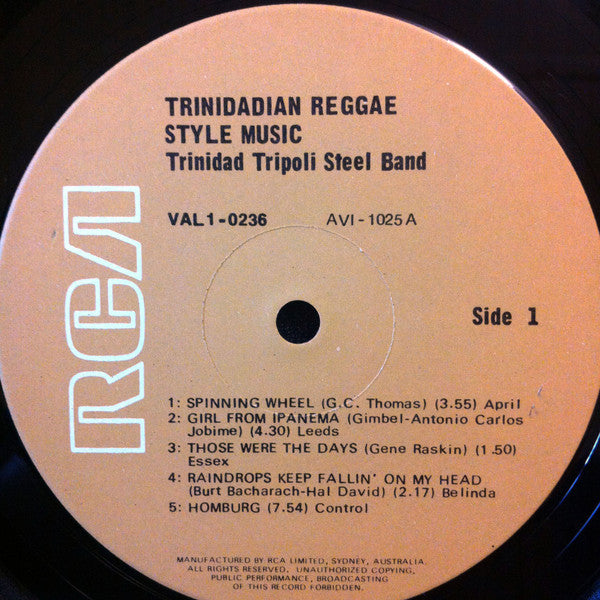 TRINIDADIAN REGGAE
STYLE MUSIC
Trinidad Tripoli Steel Band
VAL1-0236 AVI-1025A
RCA
Side 1
1: SPINNING WHEEL (G.C. Thomas) (3.55) April
2: GIRL FROM IPANEMA (Gimbel-Antonio Carlos
Jobime) (4.30) Leeds
3: THOSE WERE THE DAYS (Gene Raskin) (1.50)
Essex
4: RAINDROPS KEEP FALLIN' ON MY HEAD
(Burt Bacharach-Hal David) (2.17) Belinda
5: HOMBURG (7.54) Control
MANUFACTURED BY RCA LIMITED, SYDNEY, AUSTRALIA.
ALL RIGHTS RESERVED. UNAUTHORIZED COPYING,
PUBLIC PERFORMANCE, BROADCASTING
OF THIS RECORD FORBIDDEN.